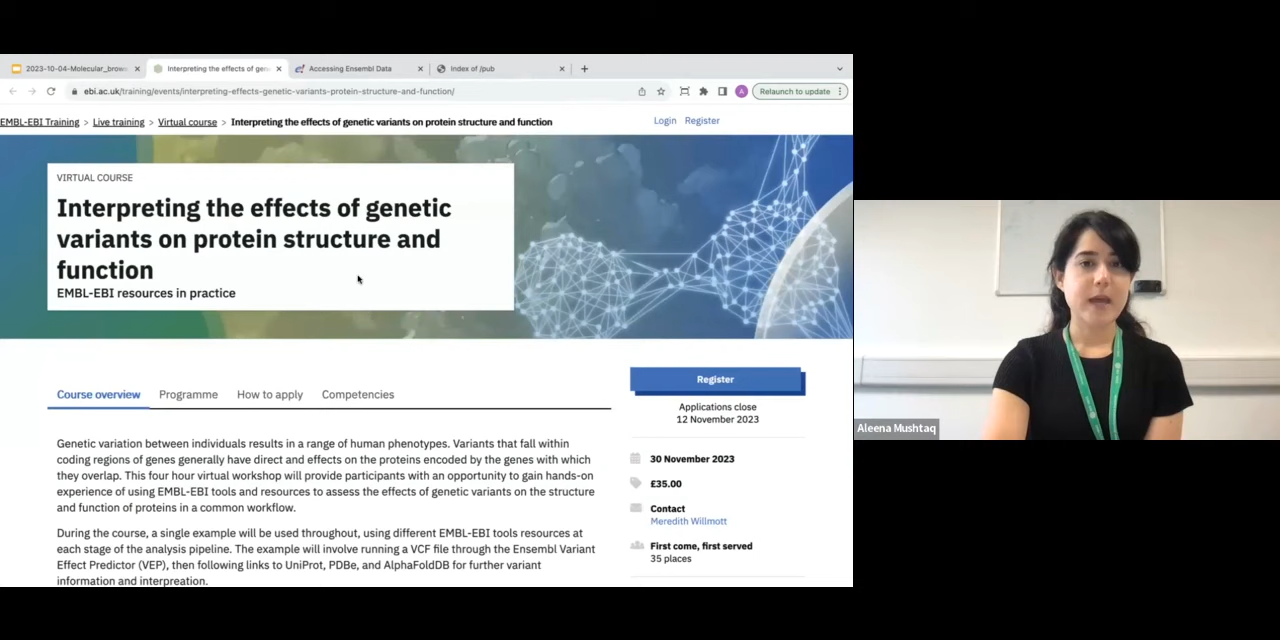 2023-10-04-Molecular_brows
Interpreting the effects of gene
Accessing Ensembl Data
Index of /pub
ebi.ac.uk/training/events/interpreting-effects-genetic-variants-protein-structure-and-function/
A
Relaunch to update
EMBL-EBI Training > Live training > Virtual course > Interpreting the effects of genetic variants on protein structure and function
Login Register
VIRTUAL COURSE
Interpreting the effects of genetic
variants on protein structure and
function
EMBL-EBI resources in practice
Course overview Programme How to apply Competencies
Genetic variation between individuals results in a range of human phenotypes. Variants that fall within
coding regions of genes generally have direct and effects on the proteins encoded by the genes with which
they overlap. This four hour virtual workshop will provide participants with an opportunity to gain hands-on
experience of using EMBL-EBI tools and resources to assess the effects of genetic variants on the structure
and function of proteins in a common workflow.
During the course, a single example will be used throughout, using different EMBL-EBI tools resources at
each stage of the analysis pipeline. The example will involve running a VCF file through the Ensembl Variant
Effect Predictor (VEP), then following links to UniProt, PDBe, and AlphaFoldDB for further variant
information and interpreation.
Register
Applications close
12 November 2023
30 November 2023
£35.00
Contact
Meredith Willmott
First come, first served
35 places
Aleena Mushtaq